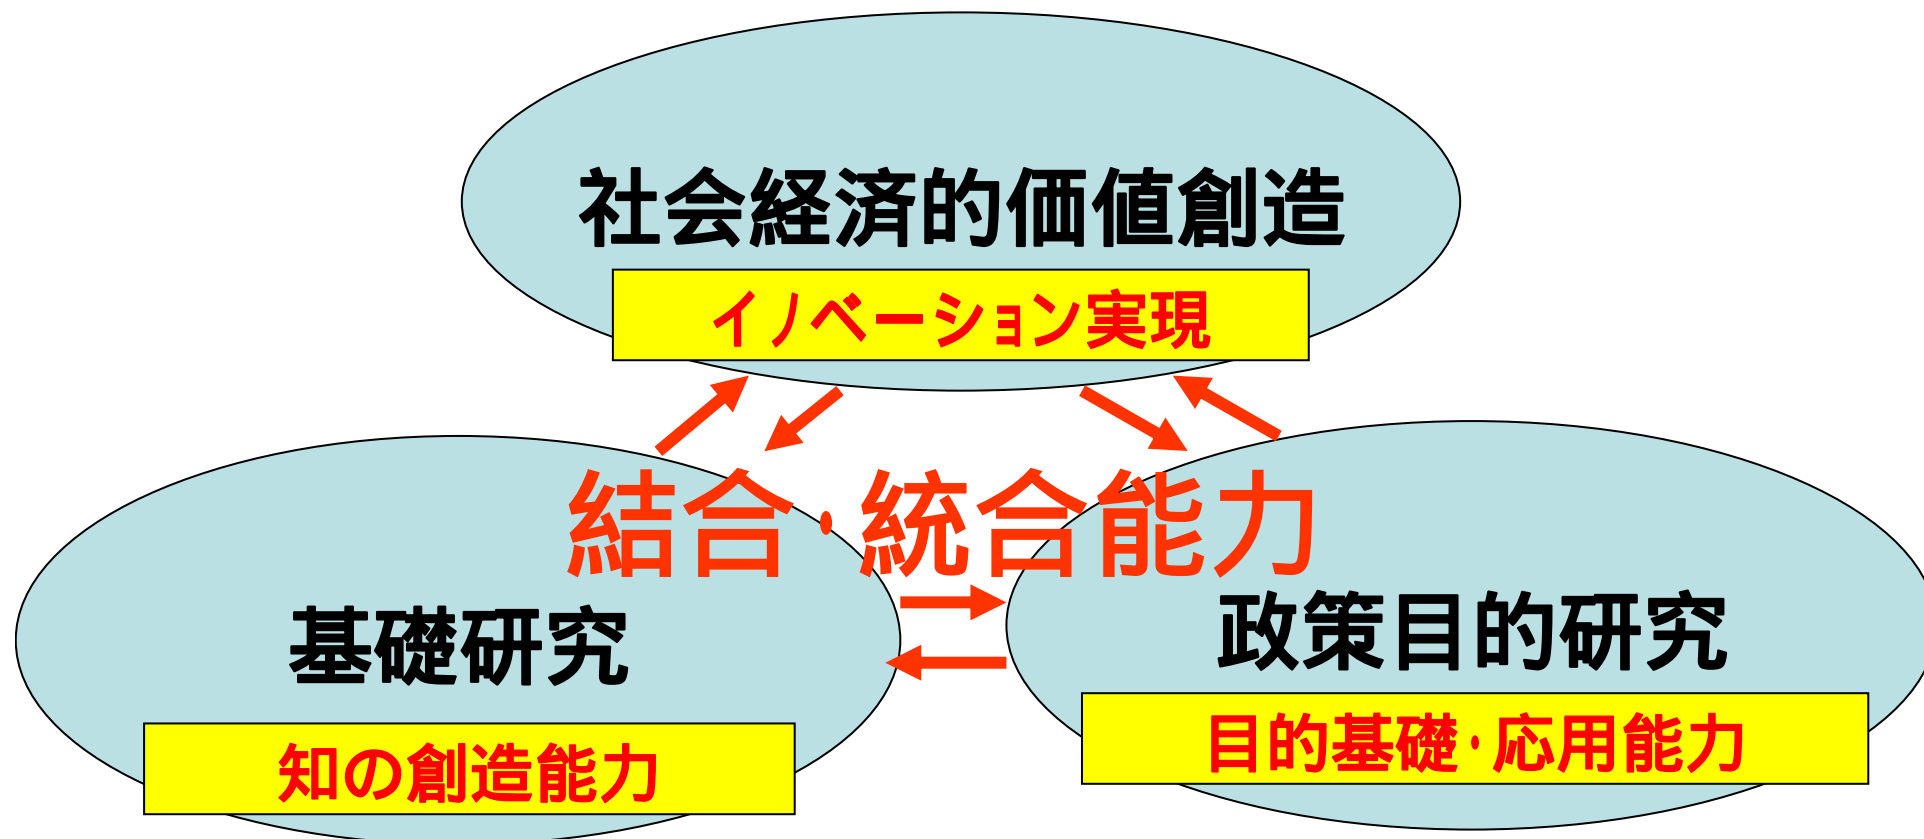 社会経済的価値創造
イノベーション実現
結合・統合能力
基礎研究
政策目的研究
知の創造能力
目的基礎・応用能力